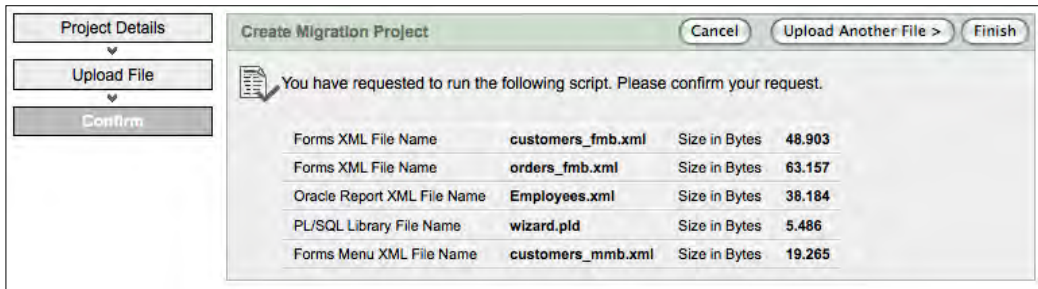 Project Details
Upload File
Confirm
Create Migration Project
Cancel
Upload Another File >
Finish
You have requested to run the following script. Please confirm your request.
Forms XML File Name customers_fmb.xml Size in Bytes 48.903
Forms XML File Name orders_fmb.xml Size in Bytes 63.157
Oracle Report XML File Name Employees.xml Size in Bytes 38.184
PL/SQL Library File Name wizard.pld Size in Bytes 5.486
Forms Menu XML File Name customers_mmb.xml Size in Bytes 19.265